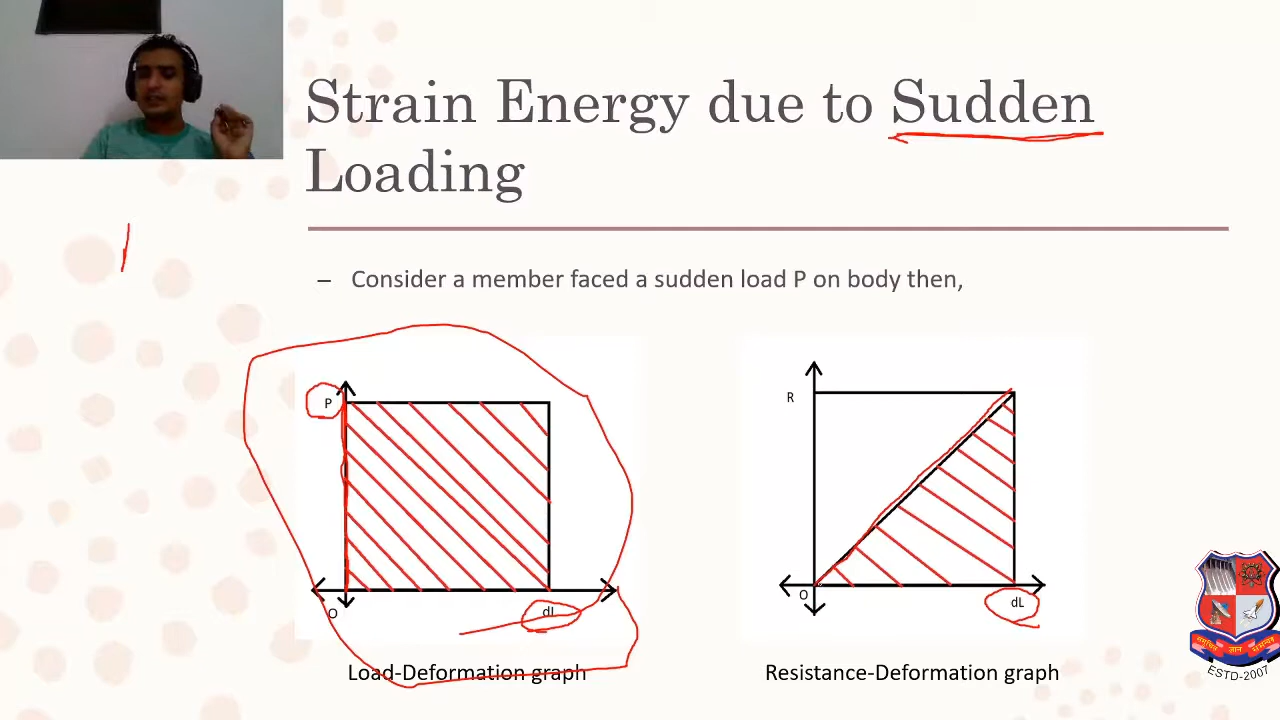 Strain Energy due to Sudden
Loading
– Consider a member faced a sudden load P on body then,
P
O
dL
Load-Deformation graph
R
O
dL
Resistance-Deformation graph
ESTD-2007